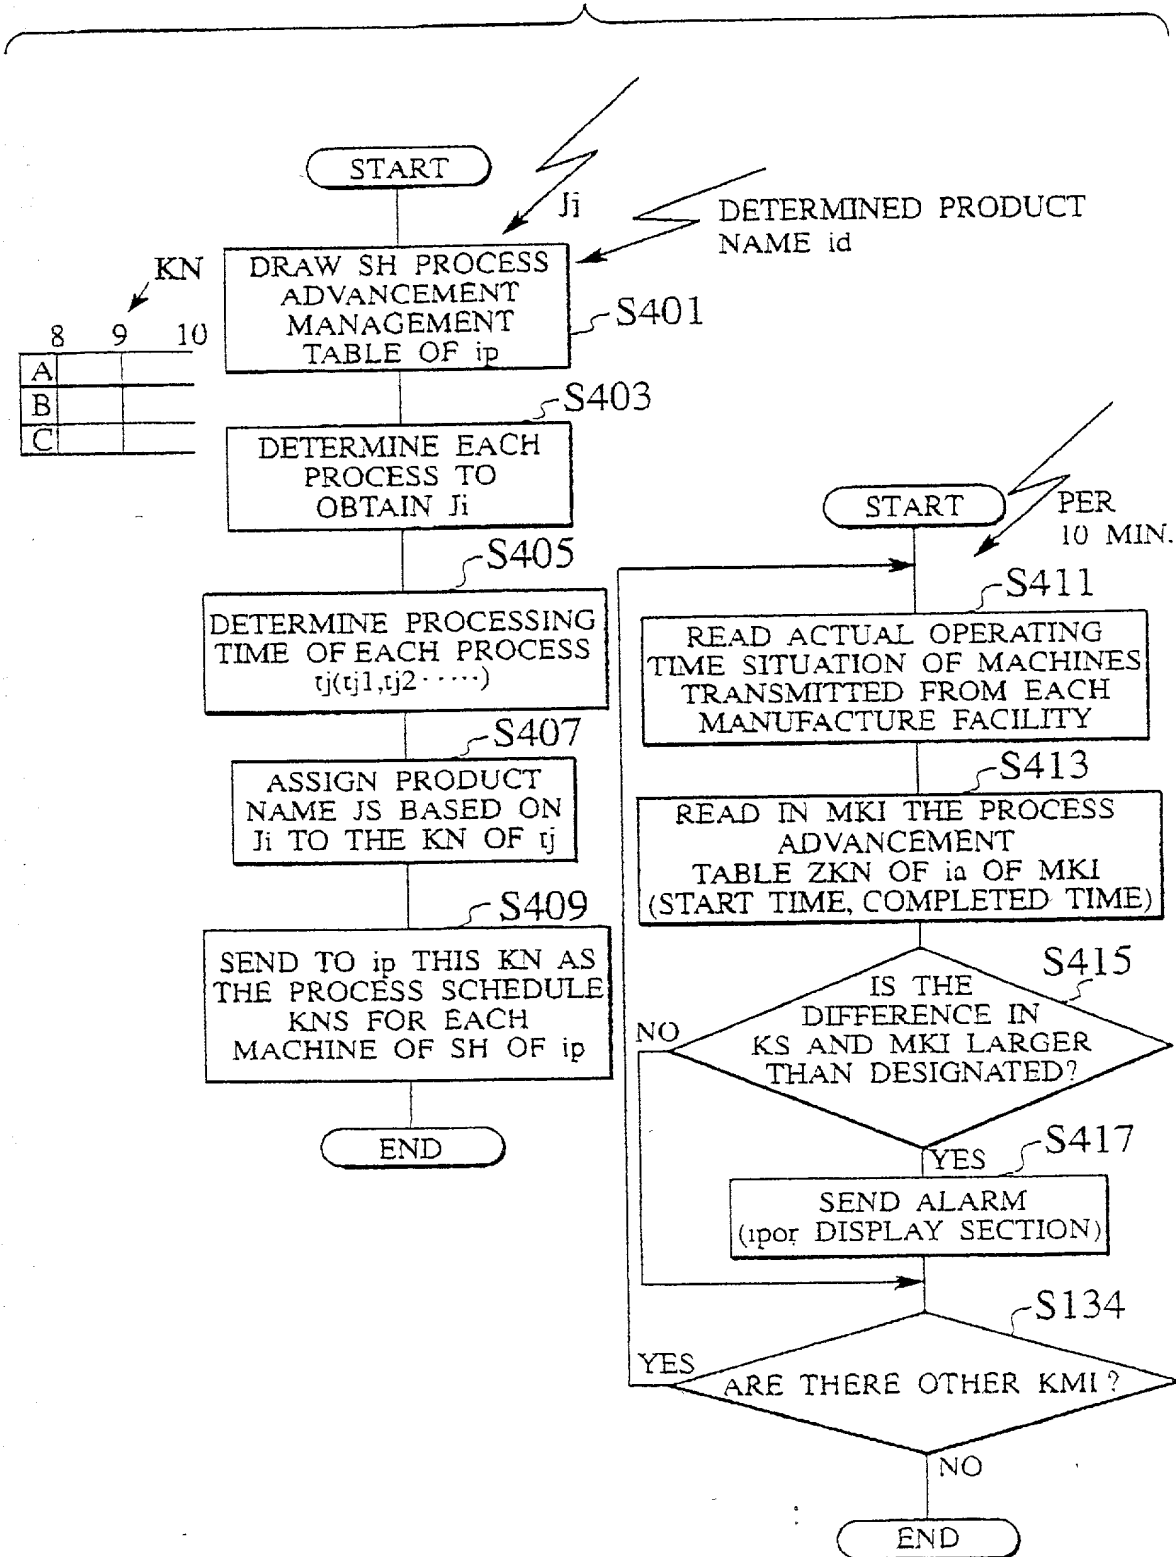 START
Ji
DETERMINED PRODUCT
NAME id
KN
8 9 10
A
B
C
DRAW SH PROCESS
ADVANCEMENT
MANAGEMENT
TABLE OF ip
S401
S403
DETERMINE EACH
PROCESS TO
OBTAIN Ji
S405
DETERMINE PROCESSING
TIME OF EACH PROCESS
tj(tj1,tj2·····)
S407
ASSIGN PRODUCT
NAME JS BASED ON
Ji TO THE KN OF tj
S409
SEND TO ip THIS KN AS
THE PROCESS SCHEDULE
KNS FOR EACH
MACHINE OF SH OF ip
END
START
PER
10 MIN.
S411
READ ACTUAL OPERATING
TIME SITUATION OF MACHINES
TRANSMITTED FROM EACH
MANUFACTURE FACILITY
S413
READ IN MKI THE PROCESS
ADVANCEMENT
TABLE ZKN OF ia OF MKI
(START TIME, COMPLETED TIME)
S415
IS THE
DIFFERENCE IN
KS AND MKI LARGER
THAN DESIGNATED?
NO
YES
S417
SEND ALARM
(ipor DISPLAY SECTION)
S134
YES
ARE THERE OTHER KMI?
NO
END